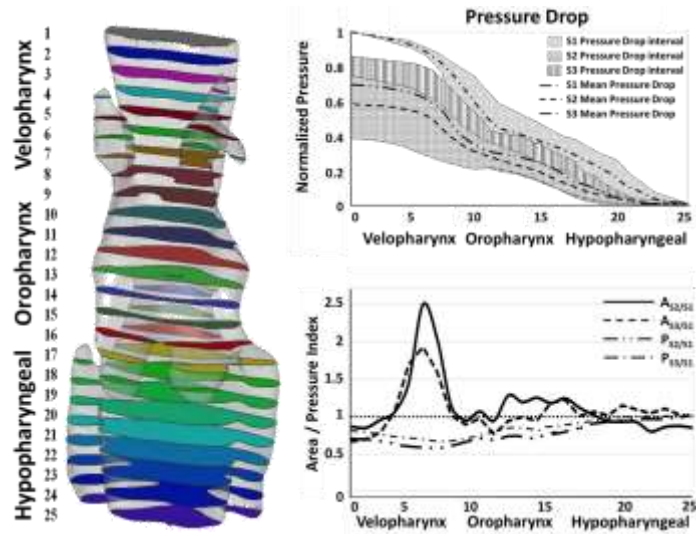 1
2
3
4
5
6
7
8
9
10
11
12
13
14
15
16
17
18
19
20
21
22
23
24
25
Velopharynx
Oropharynx
Hypopharyngeal
Pressure Drop
Normalized Pressure
1
0.8
0.6
0.4
0.2
0
S1 Pressure Drop interval
S2 Pressure Drop interval
S3 Pressure Drop interval
S1 Mean Pressure Drop
S2 Mean Pressure Drop
S3 Mean Pressure Drop
0 5 10 15 20 25
Velopharynx Oropharynx Hypopharyngeal
Area / Pressure Index
2.5
2
1.5
1
0.5
0
A S2/S1
A S3/S1
P S2/S1
P S3/S1
0 5 10 15 20 25
Velopharynx Oropharynx Hypopharyngeal